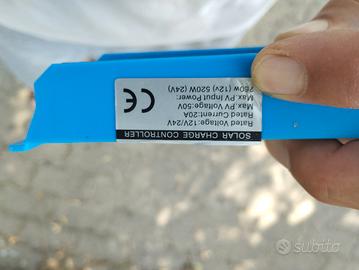 SOLAR CHARGE CONTROLLER
Rated Voltage:12V/24V
Rated Current:20A
Max PV Voltage:50V
Max PV Input Power:
260w (12v) 520W (24V)
CE
subito